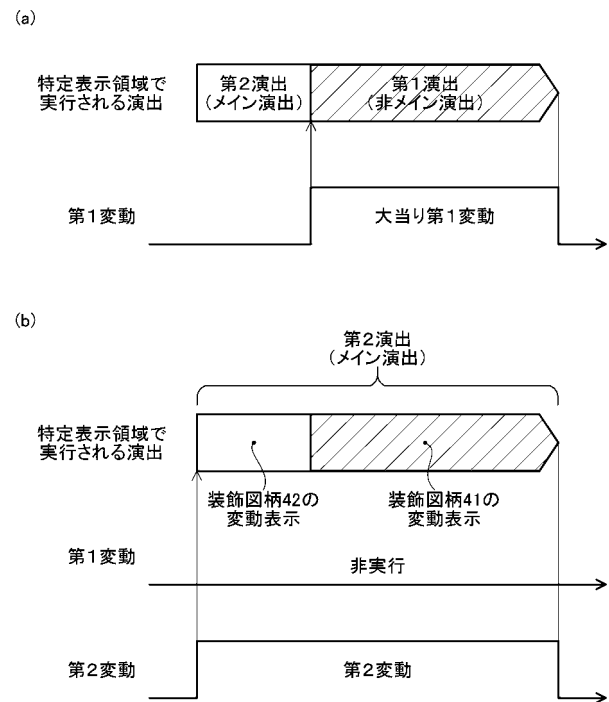 (a)
特定表示領域で
実行される演出
第2演出
(メイン演出)
第1演出
(非メイン演出)
第1変動
大当り第1変動
(b)
第2演出
(メイン演出)
特定表示領域で
実行される演出
装飾図柄42の
変動表示
装飾図柄41の
変動表示
第1変動
非実行
第2変動
第2変動